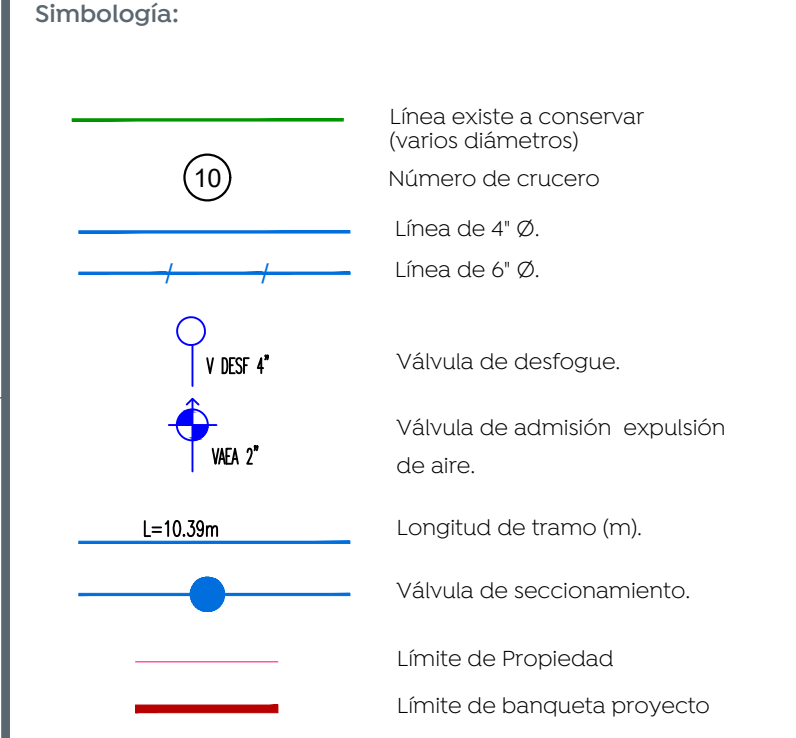 Simbología:
Línea existe a conservar
(varios diámetros)
10
Número de crucero
Línea de 4" Ø.
Línea de 6" Ø.
V DESF 4"
Válvula de desfogue.
VAEA 2"
Válvula de admisión expulsión
de aire.
L=10.39m
Longitud de tramo (m).
Válvula de seccionamiento.
Límite de Propiedad
Límite de banqueta proyecto